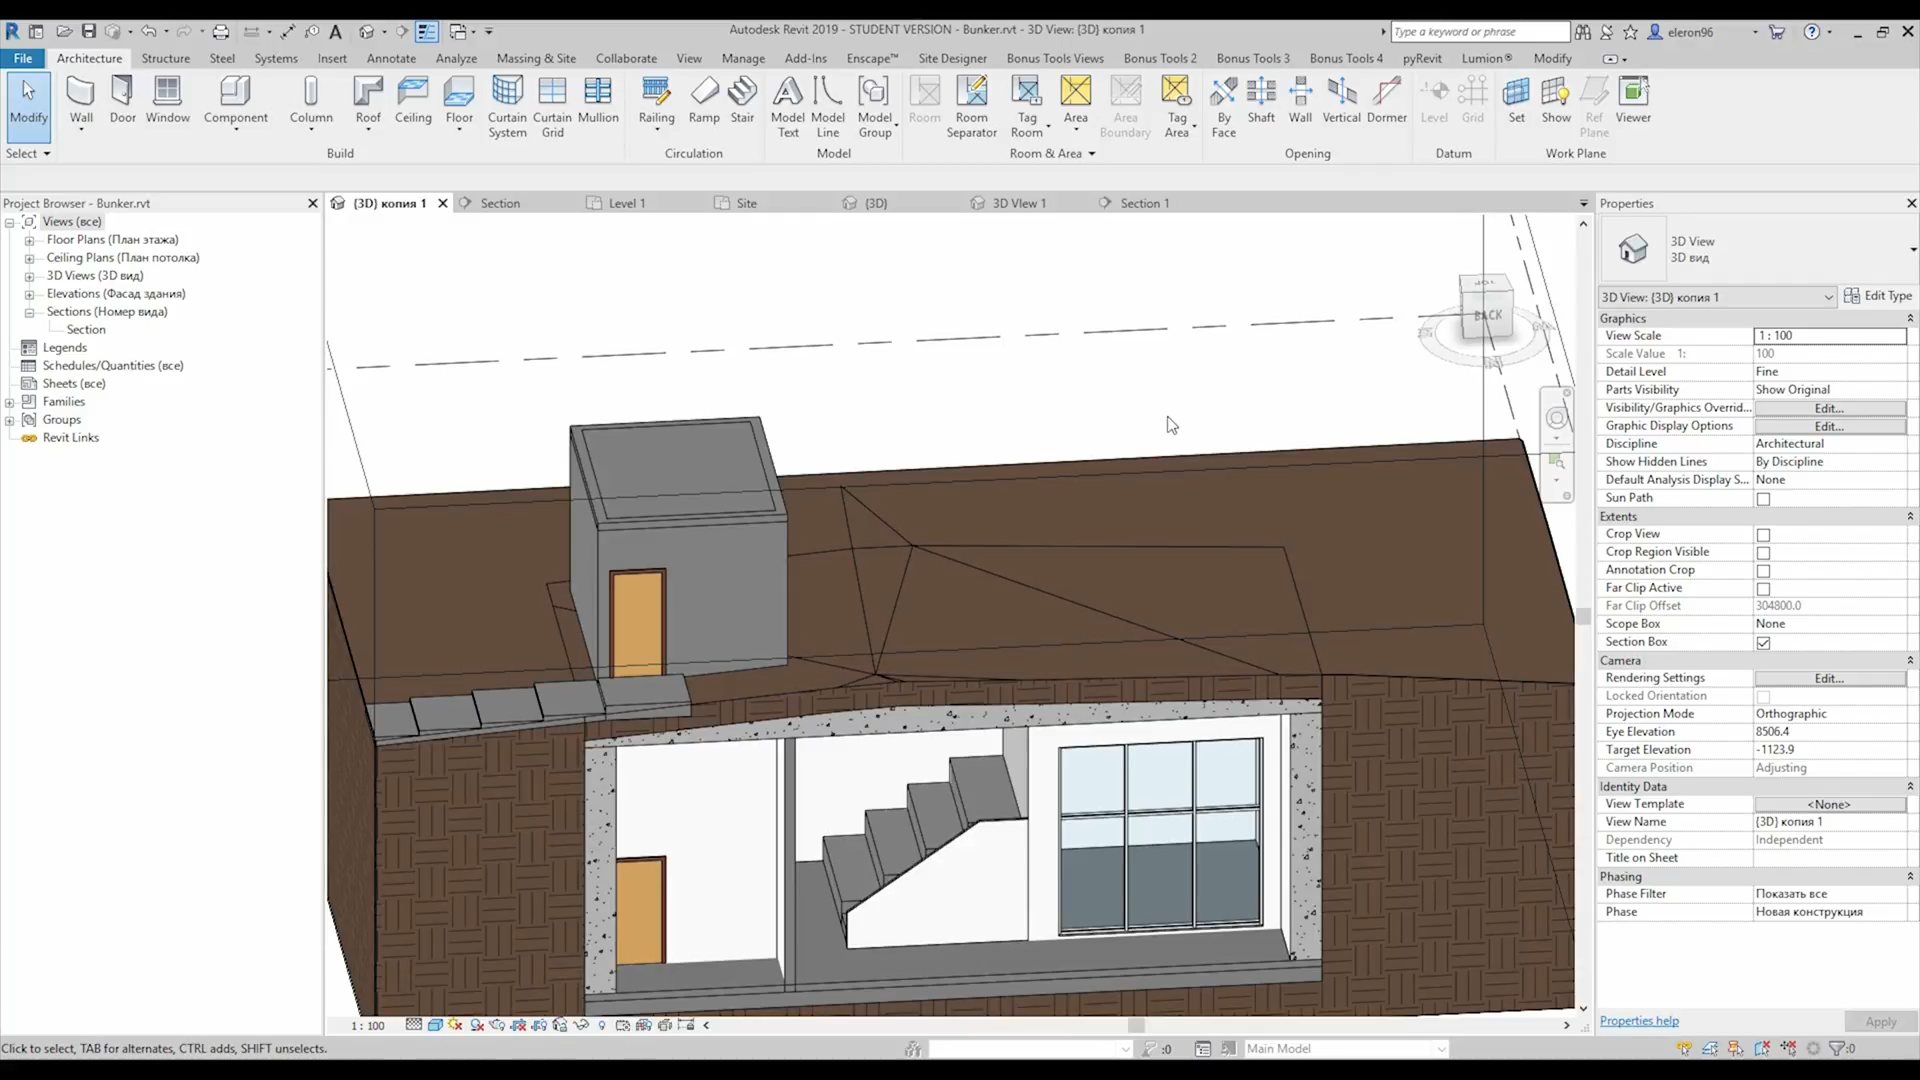 Autodesk Revit 2019 - STUDENT VERSION - Bunker.rvt - 3D View: {3D} копия 1
Type a keyword or phrase
eleron96
File Architecture Structure Steel Systems Insert Annotate Analyze Massing & Site Collaborate View Manage Add-Ins Enscape™ Site Designer Bonus Tools Views Bonus Tools 2 Bonus Tools 3 Bonus Tools 4 pyRevit Lumion® Modify
Modify Wall Door Window Component Column Roof Ceiling Floor Curtain System Curtain Grid Mullion Railing Ramp Stair Model Text Model Line Model Group Room Room Separator Tag Room Area Area Boundary Tag Area By Face Shaft Wall Vertical Dormer Level Grid Set Show Ref Plane Viewer
Select Build Circulation Model Room & Area Opening Datum Work Plane
Project Browser - Bunker.rvt
Views (все)
Floor Plans (План этажа)
Ceiling Plans (План потолка)
3D Views (3D вид)
Elevations (Фасад здания)
Sections (Номер вида)
Section
Legends
Schedules/Quantities (все)
Sheets (все)
Families
Groups
Revit Links
{3D} копия 1 Section Level 1 Site {3D} 3D VIew 1 Section 1
TOP
BACK
Properties
3D View
3D вид
3D View: {3D} копия 1 Edit Type
Graphics
View Scale 1 : 100
Scale Value 1: 100
Detail Level Fine
Parts Visibility Show Original
Visibility/Graphics Overrid... Edit...
Graphic Display Options Edit...
Discipline Architectural
Show Hidden Lines By Discipline
Default Analysis Display S... None
Sun Path
Extents
Crop View
Crop Region Visible
Annotation Crop
Far Clip Active
Far Clip Offset 304800.0
Scope Box None
Section Box
Camera
Rendering Settings Edit...
Locked Orientation
Projection Mode Orthographic
Eye Elevation 8506.4
Target Elevation -1123.9
Camera Position Adjusting
Identity Data
View Template <None>
View Name {3D} копия 1
Dependency Independent
Title on Sheet
Phasing
Phase Filter Показать все
Phase Новая конструкция
Properties help Apply
1 : 100
Click to select, TAB for alternates, CTRL adds, SHIFT unselects.
:0 Main Model :0